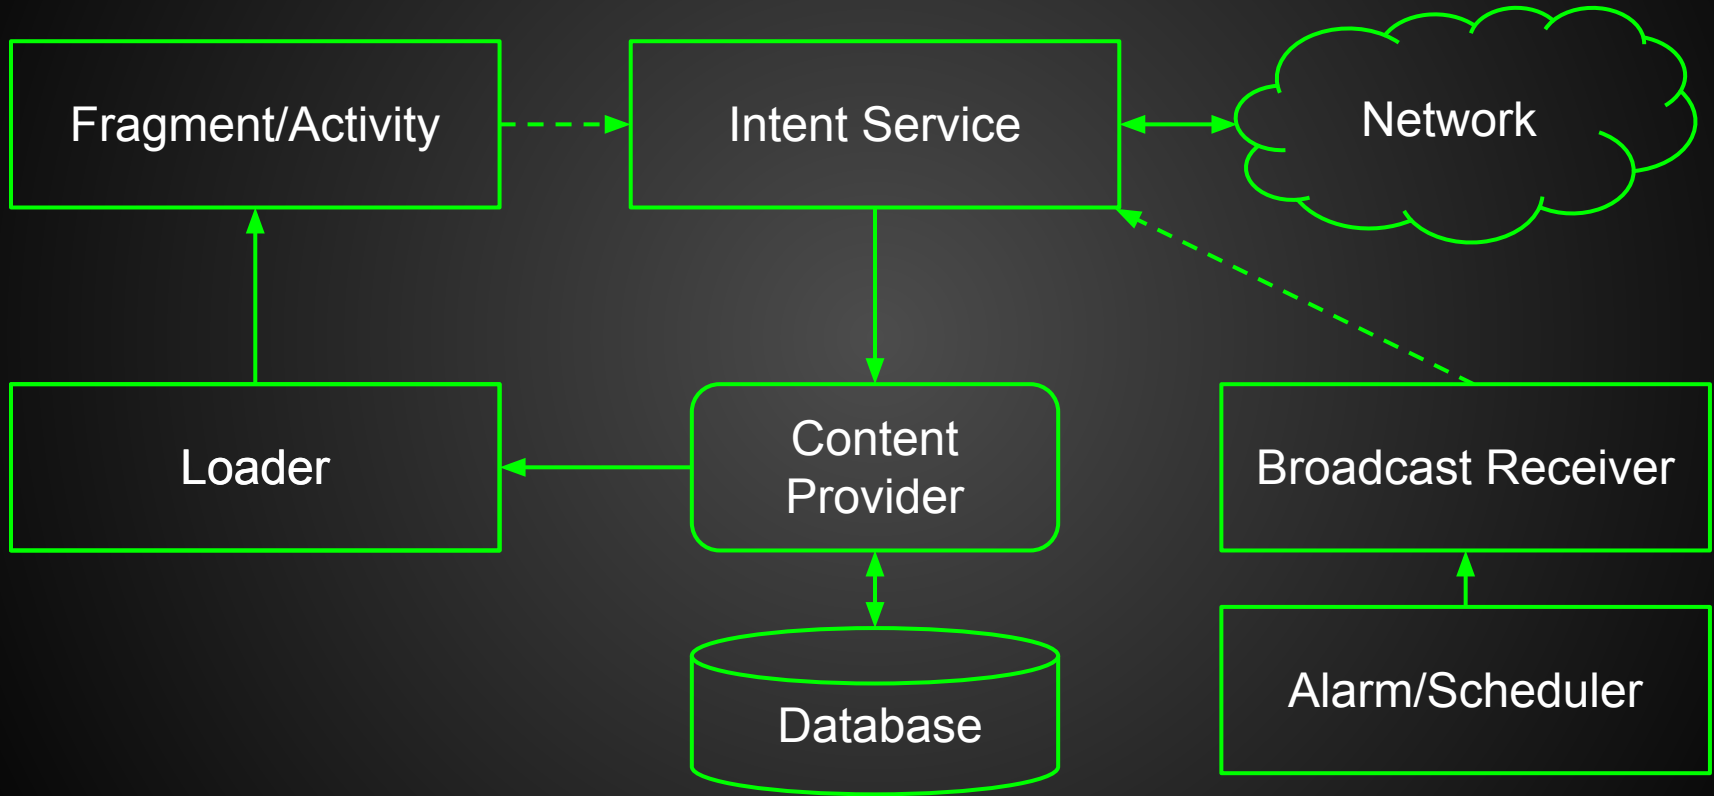 Fragment/Activity
Intent Service
Network
Loader
Content
Provider
Broadcast Receiver
Database
Alarm/Scheduler